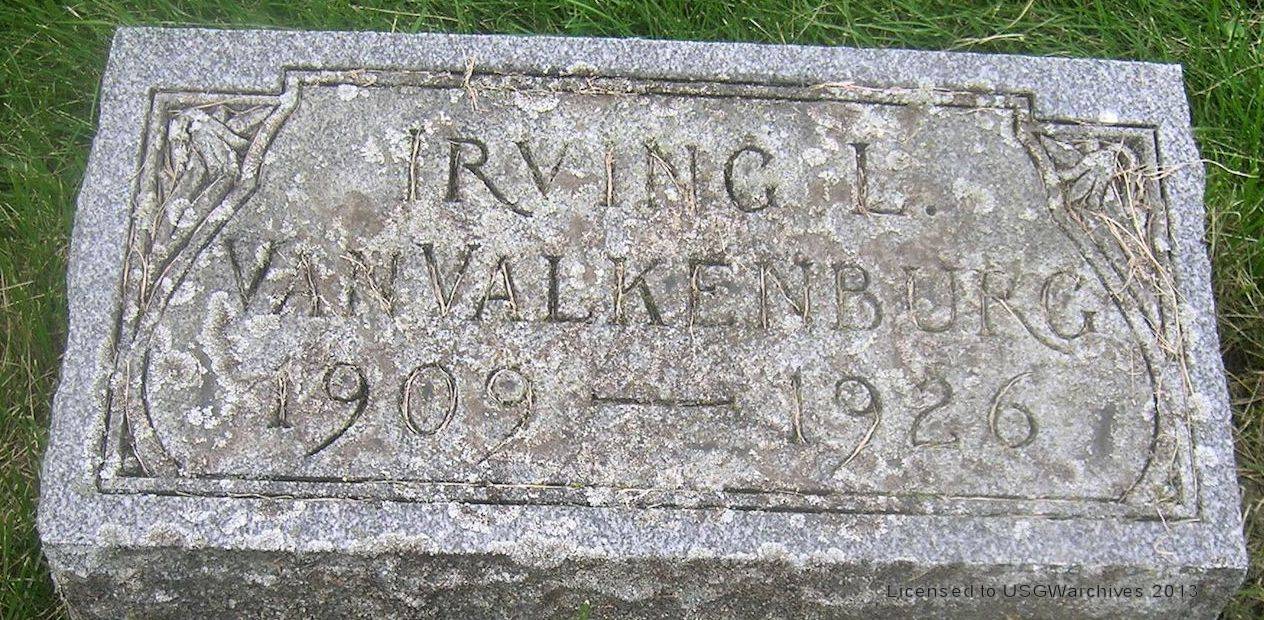 IRVING L.
VANVALKENBURG
1909 — 1926
Licensed to USGWarchives 2013